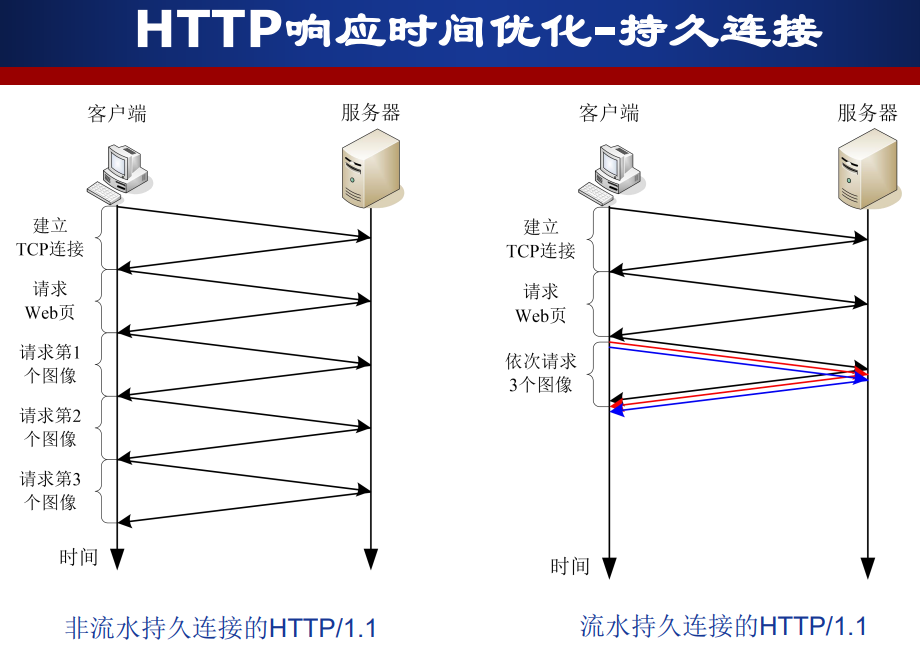 HTTP响应时间优化-持久连接
客户端
服务器
建立
TCP连接
请求
Web页
请求第1
个图像
请求第2
个图像
请求第3
个图像
时间
非流水持久连接的HTTP/1.1
客户端
服务器
建立
TCP连接
请求
Web页
依次请求
3个图像
时间
流水持久连接的HTTP/1.1